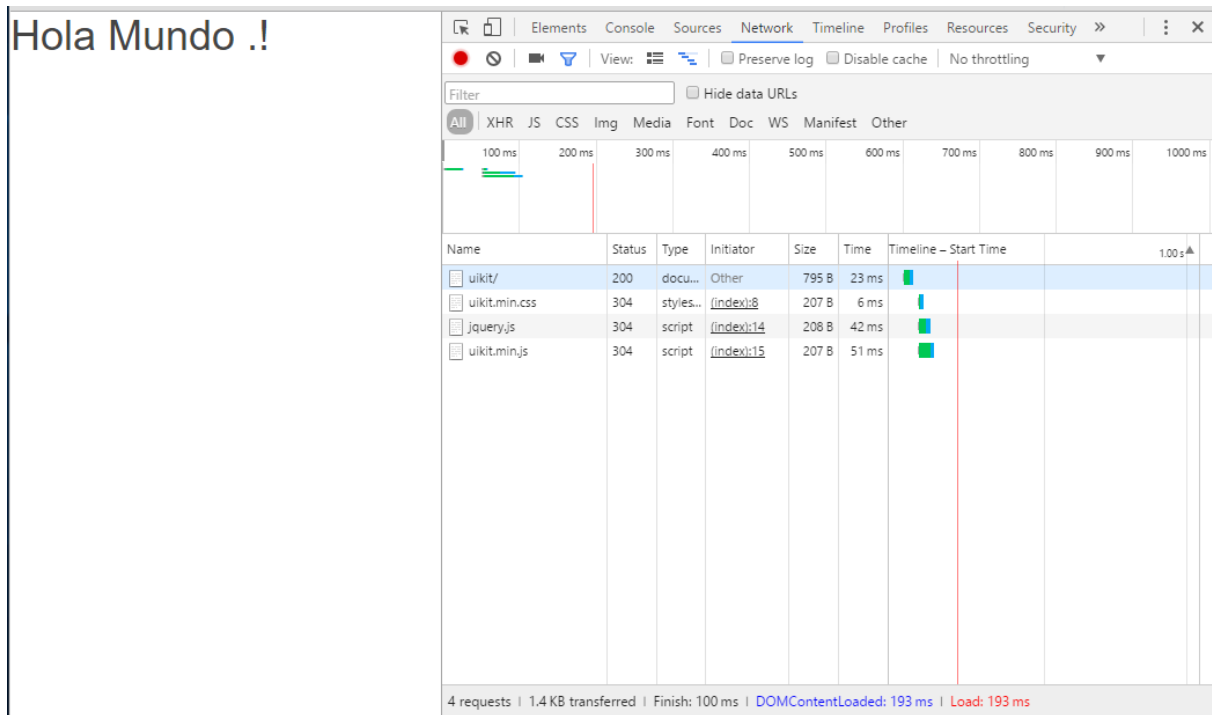 Hola Mundo .!
Elements Console Sources Network Timeline Profiles Resources Security »
View: Preserve log Disable cache No throttling ▼
Filter Hide data URLs
All XHR JS CSS Img Media Font Doc WS Manifest Other
100 ms 200 ms 300 ms 400 ms 500 ms 600 ms 700 ms 800 ms 900 ms 1000 ms
Name Status Type Initiator Size Time Timeline – Start Time 1.00 s▲
uikit/ 200 docu... Other 795 B 23 ms
uikit.min.css 304 styles... (index):8 207 B 6 ms
jquery.js 304 script (index):14 208 B 42 ms
uikit.min.js 304 script (index):15 207 B 51 ms
4 requests | 1.4 KB transferred | Finish: 100 ms | DOMContentLoaded: 193 ms | Load: 193 ms